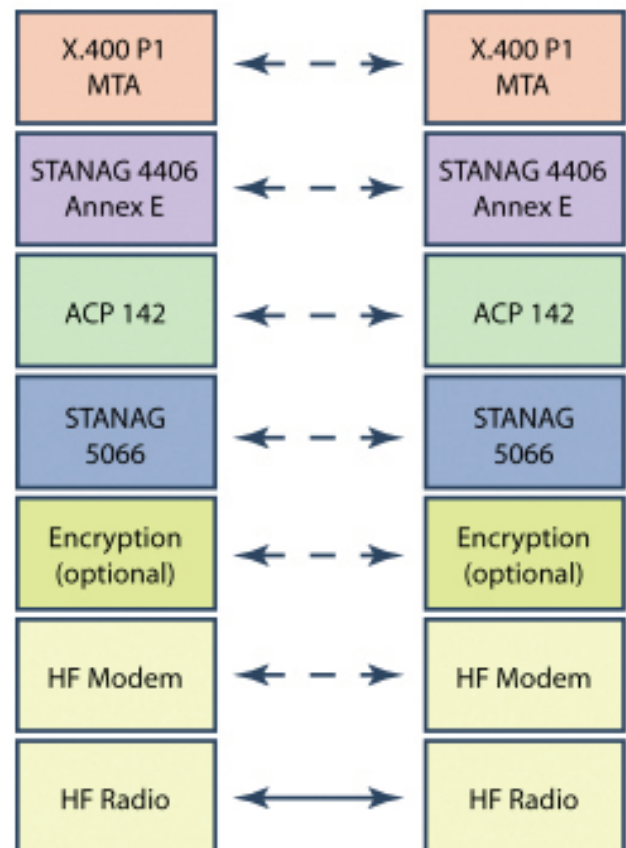 X.400 P1
MTA
X.400 P1
MTA
STANAG 4406
Annex E
STANAG 4406
Annex E
ACP 142
ACP 142
STANAG
5066
STANAG
5066
Encryption
(optional)
Encryption
(optional)
HF Modem
HF Modem
HF Radio
HF Radio